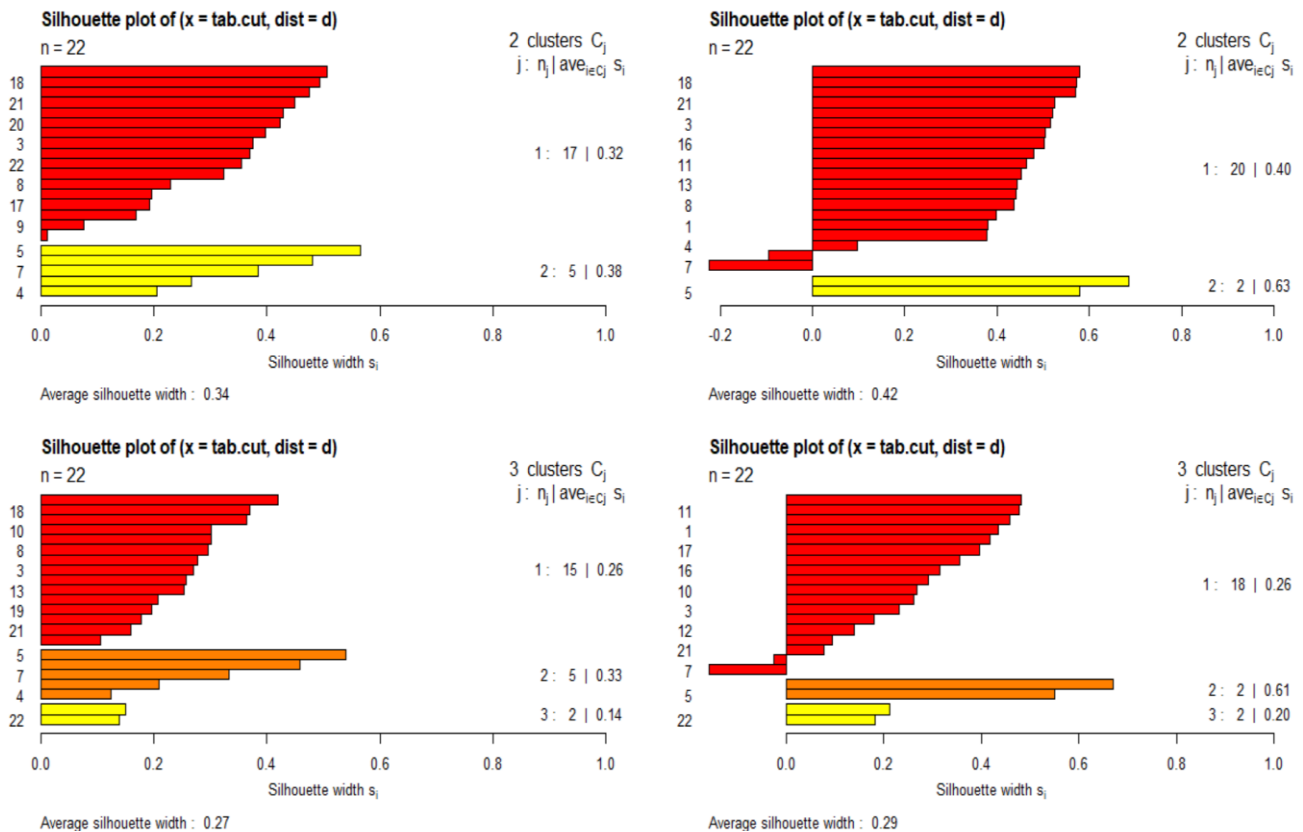 Silhouette plot of (x = tab.cut, dist = d)
n = 22
2 clusters Cj
j : nj | avei∈Cj si
18
21
20
3
22
8
17
9
5
7
4
1 : 17 | 0.32
2 : 5 | 0.38
0.0 0.2 0.4 0.6 0.8 1.0
Silhouette width si
Average silhouette width : 0.34
Silhouette plot of (x = tab.cut, dist = d)
n = 22
2 clusters Cj
j : nj | avei∈Cj si
18
21
3
16
11
13
8
1
4
7
5
1 : 20 | 0.40
2 : 2 | 0.63
-0.2 0.0 0.2 0.4 0.6 0.8 1.0
Silhouette width si
Average silhouette width : 0.42
Silhouette plot of (x = tab.cut, dist = d)
n = 22
3 clusters Cj
j : nj | avei∈Cj si
18
10
8
3
13
19
21
5
7
4
22
1 : 15 | 0.26
2 : 5 | 0.33
3 : 2 | 0.14
0.0 0.2 0.4 0.6 0.8 1.0
Silhouette width si
Average silhouette width : 0.27
Silhouette plot of (x = tab.cut, dist = d)
n = 22
3 clusters Cj
j : nj | avei∈Cj si
11
1
17
16
10
3
12
21
7
5
22
1 : 18 | 0.26
2 : 2 | 0.61
3 : 2 | 0.20
0.0 0.2 0.4 0.6 0.8 1.0
Silhouette width si
Average silhouette width : 0.29